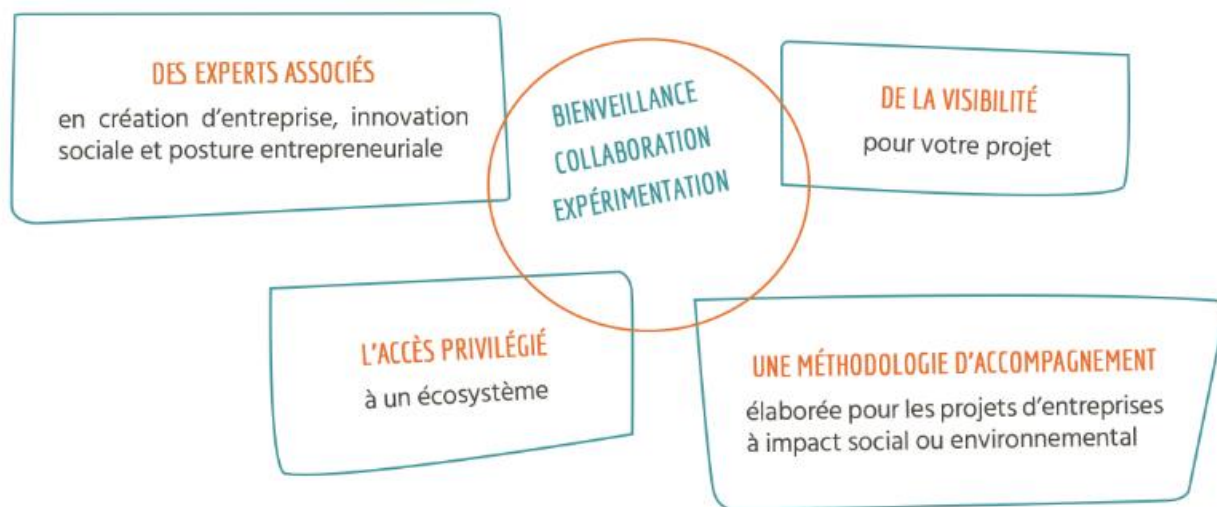 DES EXPERTS ASSOCIÉS
en création d'entreprise, innovation
sociale et posture entrepreneuriale
BIENVEILLANCE
COLLABORATION
EXPÉRIMENTATION
DE LA VISIBILITÉ
pour votre projet
L'ACCÈS PRIVILÉGIÉ
à un écosystème
UNE MÉTHODOLOGIE D'ACCOMPAGNEMENT
élaborée pour les projets d'entreprises
à impact social ou environnemental